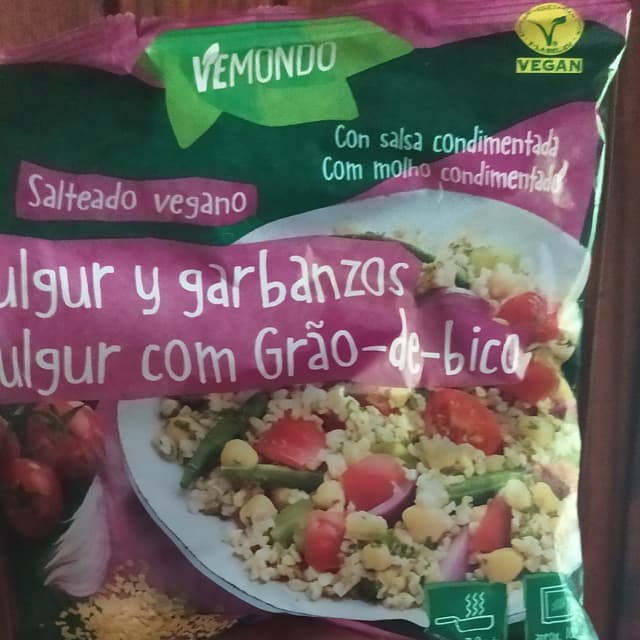 VEMONDO
VEGAN
Con salsa condimentada
Com molho condimentado
Salteado vegano
ulgur y garbanzos
ulgur com Grão-de-bico